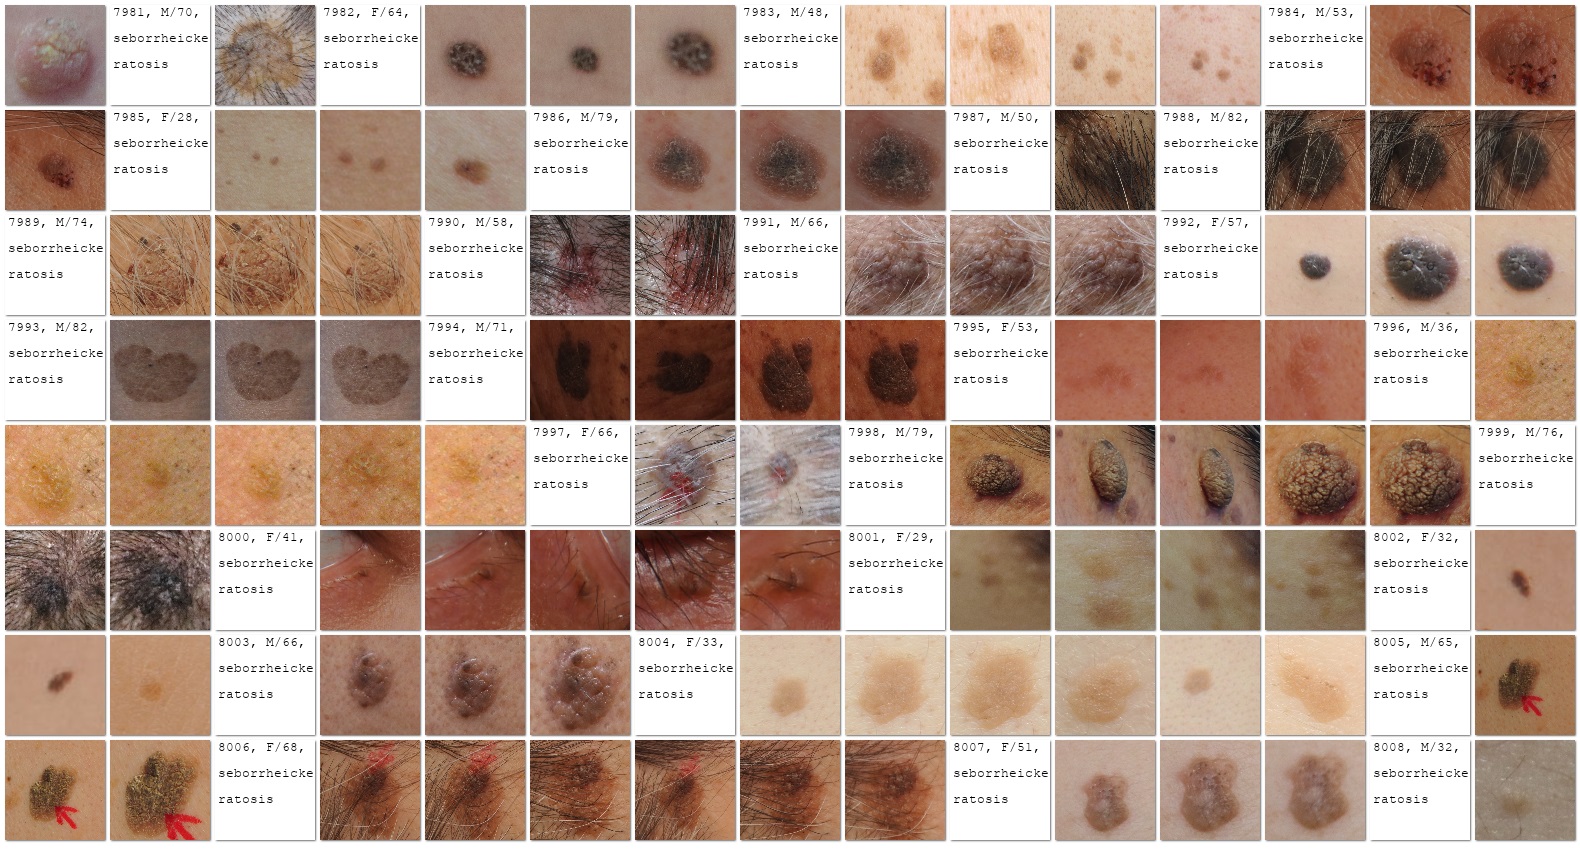 7981, M/70,
seborrheicke
ratosis
7982, F/64,
seborrheicke
ratosis
7983, M/48,
seborrheicke
ratosis
7984, M/53,
seborrheicke
ratosis
7985, F/28,
seborrheicke
ratosis
7986, M/79,
seborrheicke
ratosis
7987, M/50,
seborrheicke
ratosis
7988, M/82,
seborrheicke
ratosis
7989, M/74,
seborrheicke
ratosis
7990, M/58,
seborrheicke
ratosis
7991, M/66,
seborrheicke
ratosis
7992, F/57,
seborrheicke
ratosis
7993, M/82,
seborrheicke
ratosis
7994, M/71,
seborrheicke
ratosis
7995, F/53,
seborrheicke
ratosis
7996, M/36,
seborrheicke
ratosis
7997, F/66,
seborrheicke
ratosis
7998, M/79,
seborrheicke
ratosis
7999, M/76,
seborrheicke
ratosis
8000, F/41,
seborrheicke
ratosis
8001, F/29,
seborrheicke
ratosis
8002, F/32,
seborrheicke
ratosis
8003, M/66,
seborrheicke
ratosis
8004, F/33,
seborrheicke
ratosis
8005, M/65,
seborrheicke
ratosis
8006, F/68,
seborrheicke
ratosis
8007, F/51,
seborrheicke
ratosis
8008, M/32,
seborrheicke
ratosis